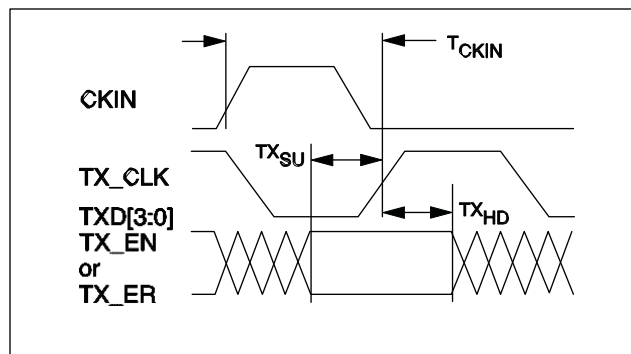 T_CKIN
CKIN
TX_SU
TX_CLK
TXD[3:0]
TX_HD
TX_EN
or
TX_ER